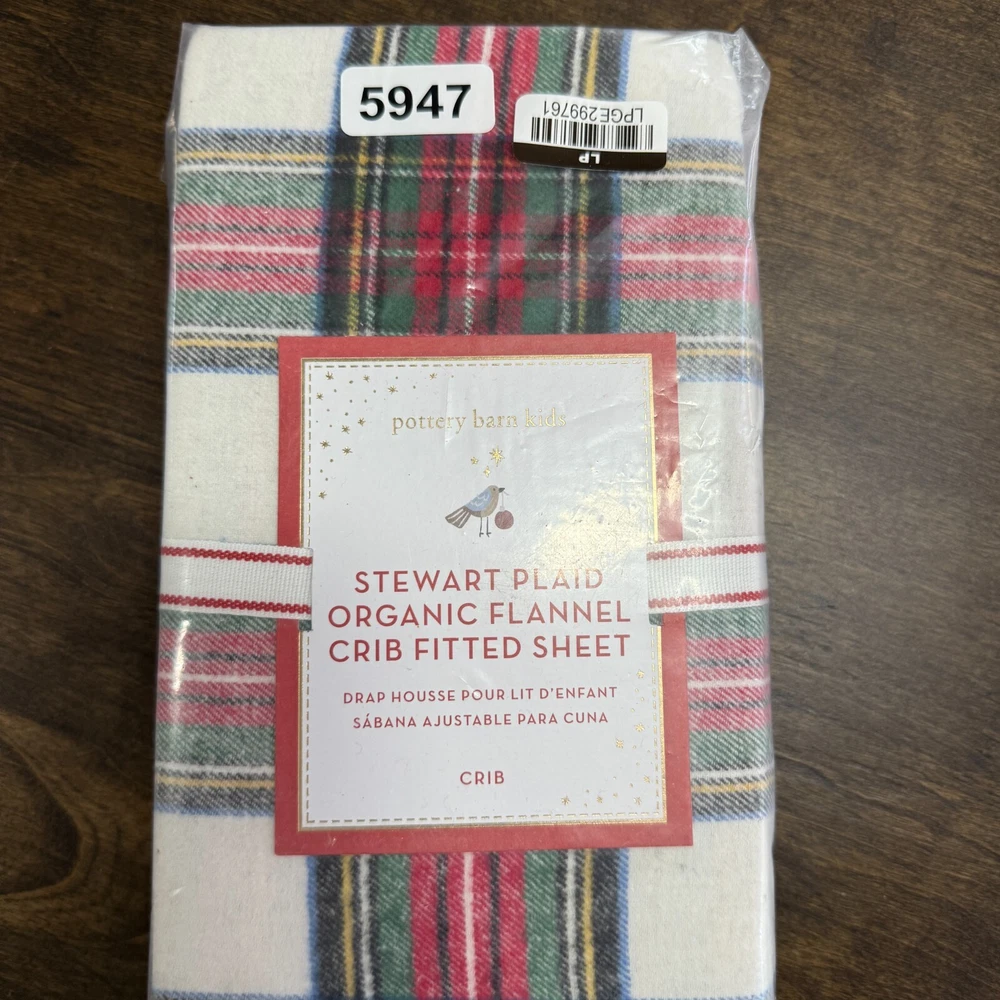 5947
LPGE299761
LP
pottery barn kids
STEWART PLAID
ORGANIC FLANNEL
CRIB FITTED SHEET
DRAP HOUSSE POUR LIT D'ENFANT
SÁBANA AJUSTABLE PARA CUNA
CRIB